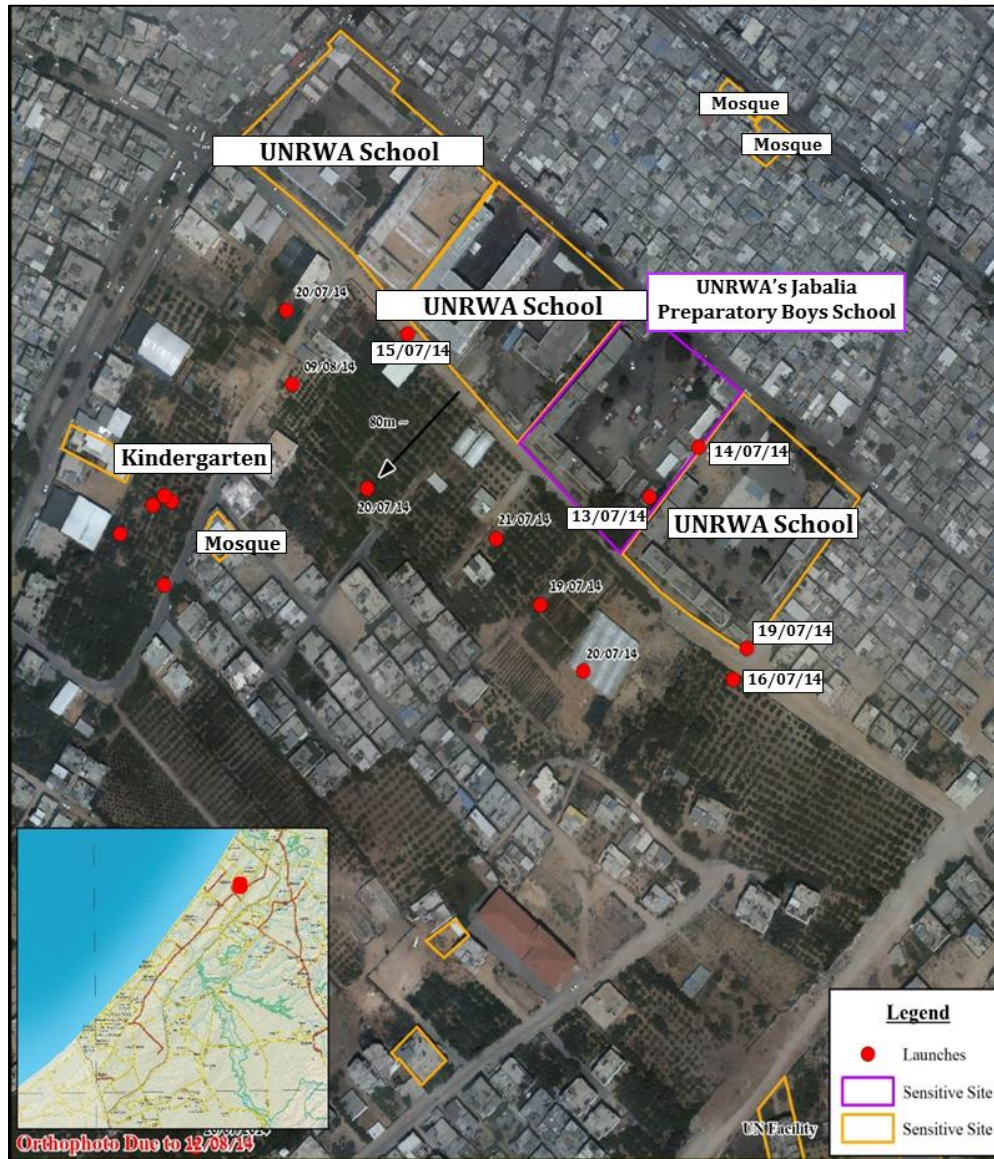 Mosque
Mosque
UNRWA School
UNRWA's Jabalia
Preparatory Boys School
20/07/14
UNRWA School
15/07/14
09/08/14
80m ~
14/07/14
Kindergarten
20/07/14
13/07/14
UNRWA School
21/07/14
Mosque
19/07/14
19/07/14
20/07/14
16/07/14
Legend
Launches
Sensitive Site
Sensitive Site
UN Facility
Orthophoto Due to 12/08/14